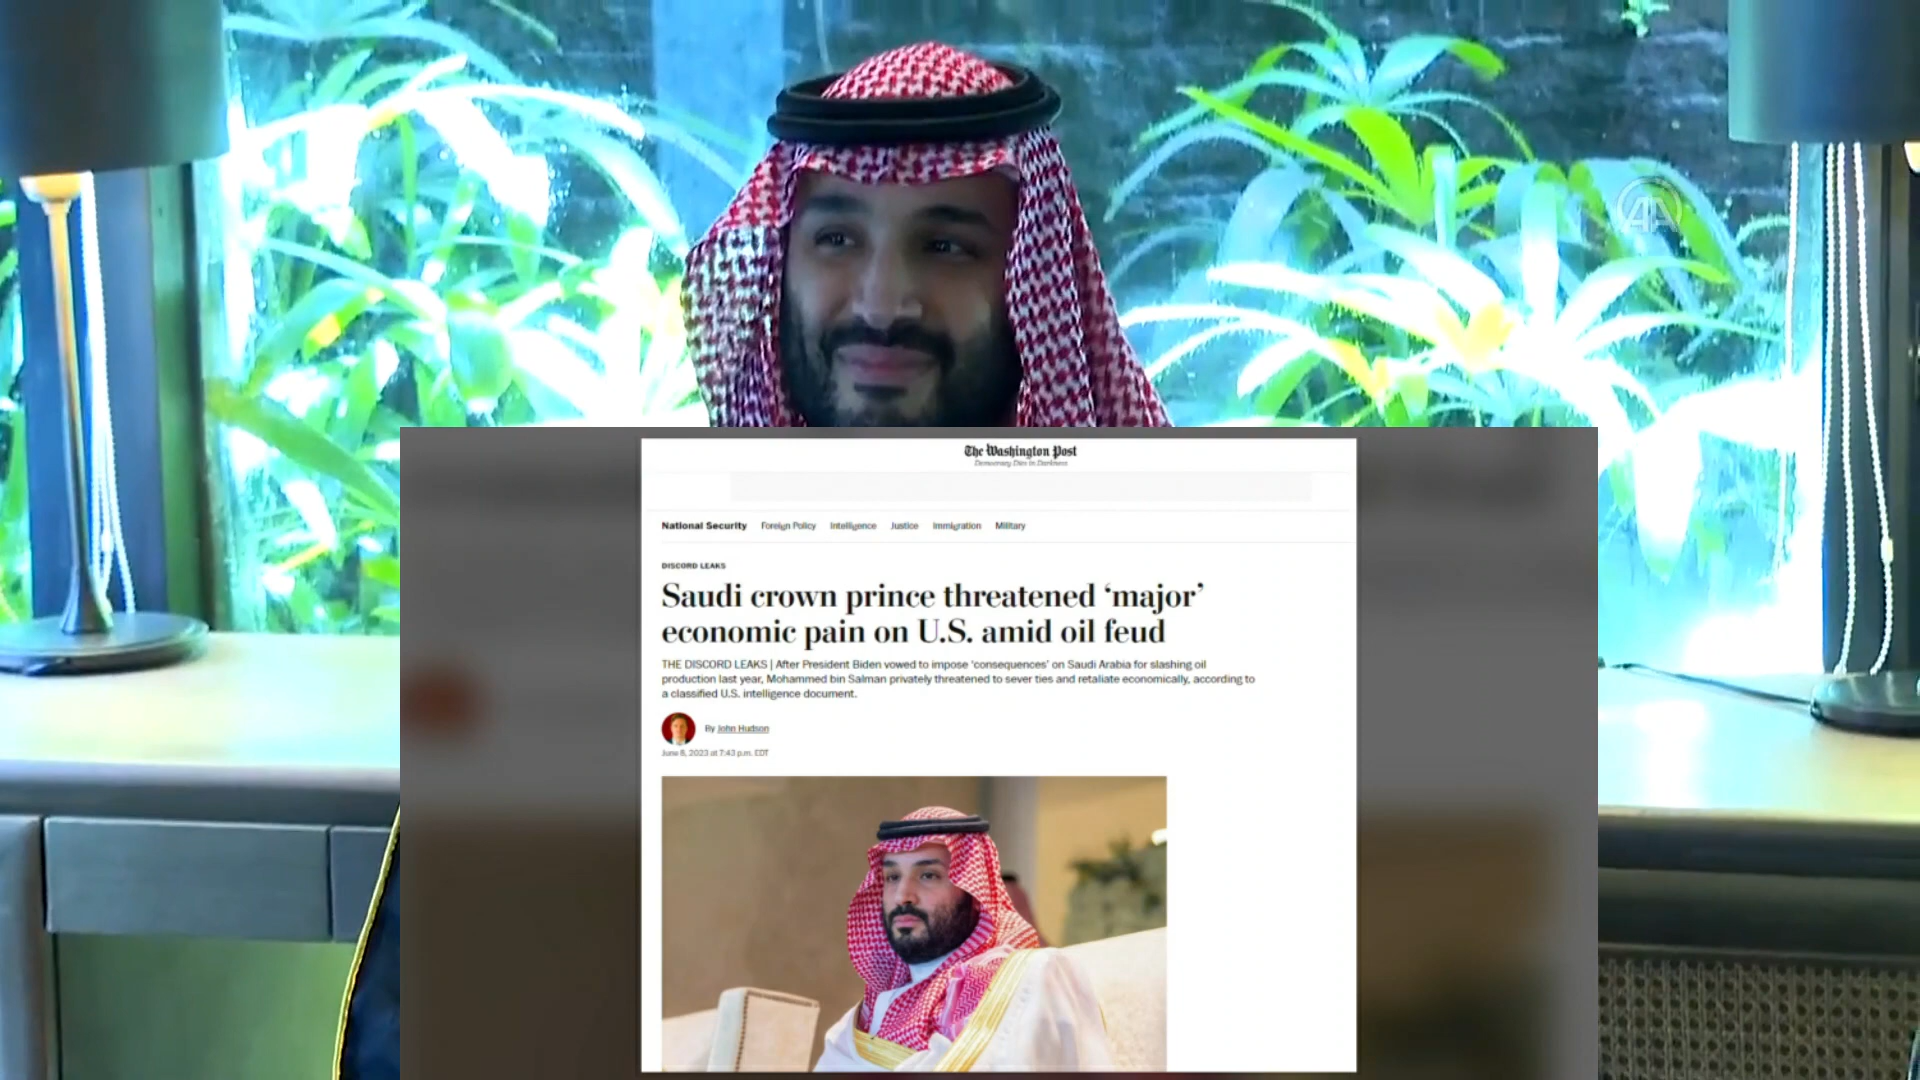 AA
The Washington Post
Democracy Dies in Darkness
National Security Foreign Policy Intelligence Justice Immigration Military
DISCORD LEAKS
Saudi crown prince threatened ‘major’
economic pain on U.S. amid oil feud
THE DISCORD LEAKS | After President Biden vowed to impose ‘consequences’ on Saudi Arabia for slashing oil
production last year, Mohammed bin Salman privately threatened to sever ties and retaliate economically, according to
a classified U.S. intelligence document.
By John Hudson
June 8, 2023 at 7:43 p.m. EDT